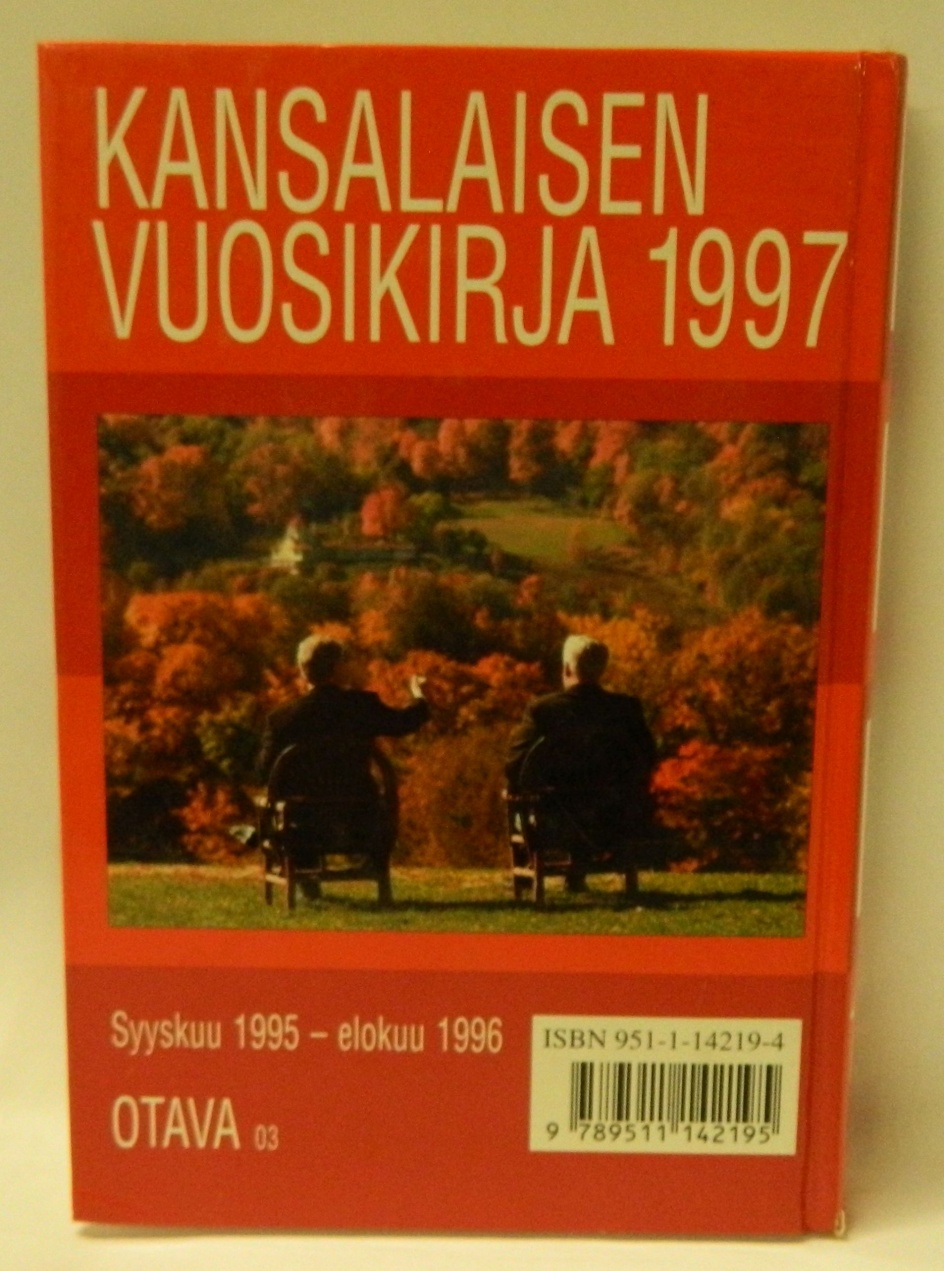 KANSALAISEN
VUOSIKIRJA 1997
Syyskuu 1995 – elokuu 1996
OTAVA 03
ISBN 951-1-14219-4
9 789511 142195